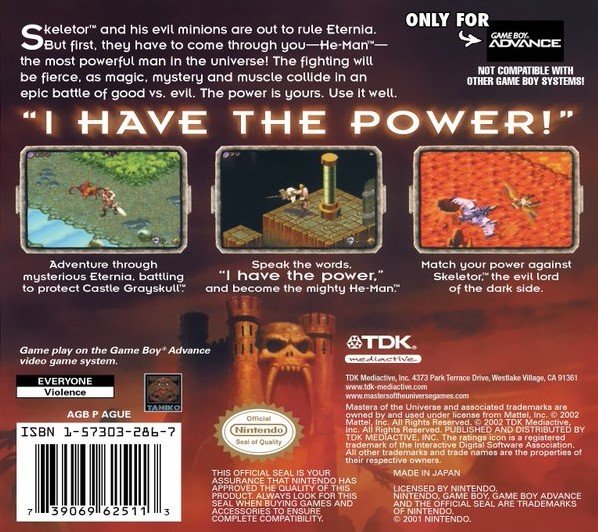 Skeletor™ and his evil minions are out to rule Eternia.
But first, they have to come through you—He-Man™—
the most powerful man in the universe! The fighting will
be fierce, as magic, mystery and muscle collide in an
epic battle of good vs. evil. The power is yours. Use it well.
ONLY FOR
GAME BOY
ADVANCE
NOT COMPATIBLE WITH
OTHER GAME BOY SYSTEMS!
"I HAVE THE POWER!"
Adventure through
mysterious Eternia, battling
to protect Castle Grayskull™.
Speak the words,
"I have the power,"
and become the mighty He-Man™.
Match your power against
Skeletor,™ the evil lord
of the dark side.
Game play on the Game Boy® Advance
video game system.
EVERYONE
Violence
TANIKO
AGB P AGUE
ISBN 1-57303-286-7
7 39069 62511 3
Official
Nintendo
Seal of Quality
THIS OFFICIAL SEAL IS YOUR
ASSURANCE THAT NINTENDO HAS
APPROVED THE QUALITY OF THIS
PRODUCT. ALWAYS LOOK FOR THIS
SEAL WHEN BUYING GAMES AND
ACCESSORIES TO ENSURE
COMPLETE COMPATIBILITY.
TDK
mediactive
TDK Mediactive, Inc. 4373 Park Terrace Drive, Westlake Village, CA 91361
www.tdk-mediactive.com
www.mastersoftheuniversegames.com
Masters of the Universe and associated trademarks are
owned by and used under license from Mattel, Inc. © 2002
Mattel, Inc. All Rights Reserved. © 2002 TDK Mediactive,
Inc. All Rights Reserved. PUBLISHED AND DISTRIBUTED BY
TDK MEDIACTIVE, INC. The ratings icon is a registered
trademark of the Interactive Digital Software Association.
All other trademarks and trade names are the properties of
their respective owners.
MADE IN JAPAN
LICENSED BY NINTENDO.
NINTENDO, GAME BOY, GAME BOY ADVANCE
AND THE OFFICIAL SEAL ARE TRADEMARKS
OF NINTENDO.
© 2001 NINTENDO.